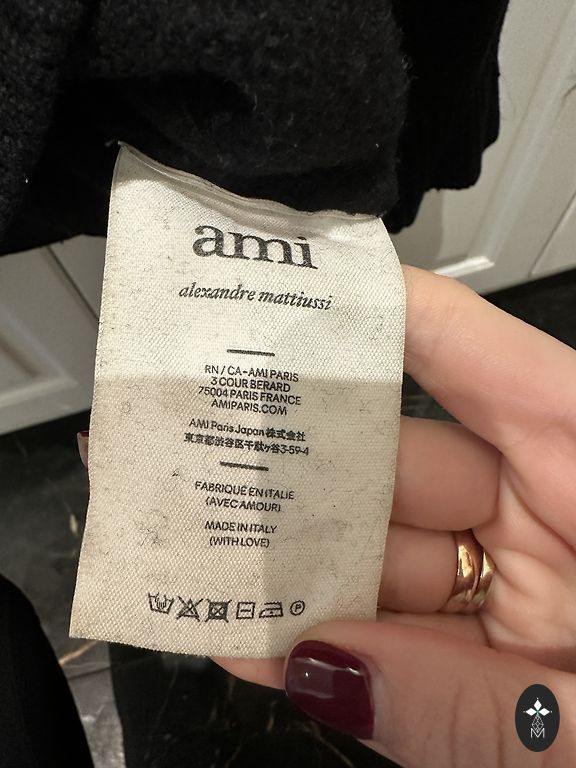 ami
alexandre mattiussi
RN / CA-AMI PARIS
3 COUR BERARD
75004 PARIS FRANCE
AMIPARIS.COM
AMI Paris Japan 株式会社
東京都渋谷区千駄ヶ谷3-59-4
FABRIQUÉ EN ITALIE
(AVEC AMOUR)
MADE IN ITALY
(WITH LOVE)
P
M